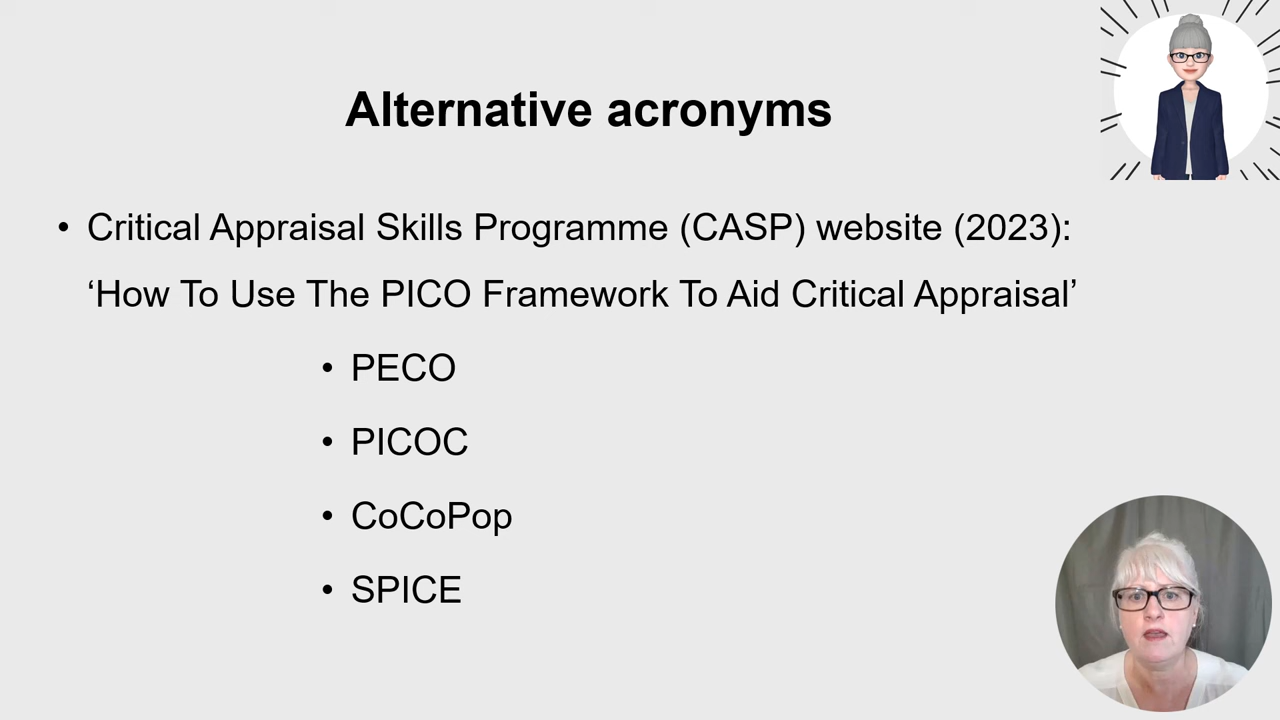 Alternative acronyms
• Critical Appraisal Skills Programme (CASP) website (2023):
‘How To Use The PICO Framework To Aid Critical Appraisal’
• PECO
• PICOC
• CoCoPop
• SPICE